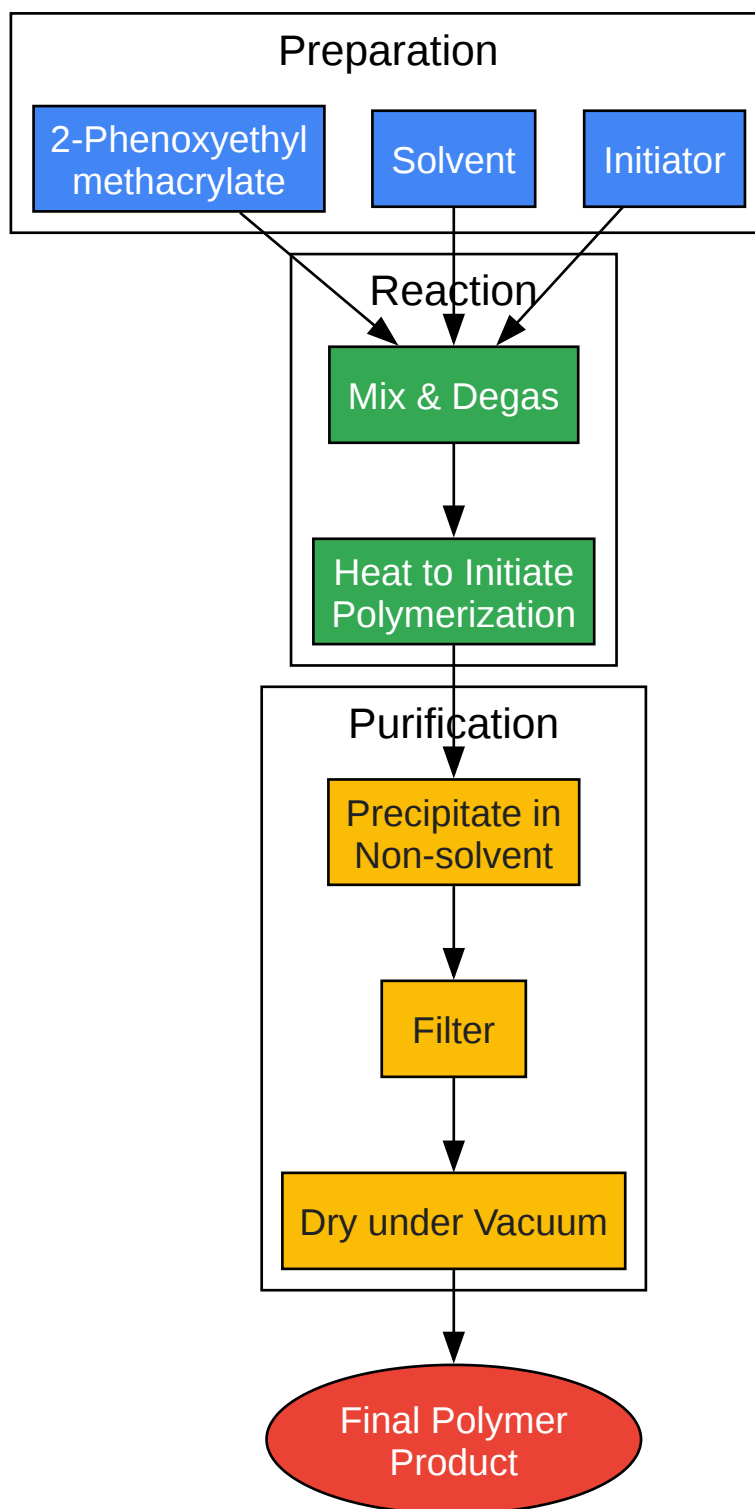 Preparation
2-Phenoxyethyl
methacrylate
Solvent
Initiator
Reaction
Mix & Degas
Heat to Initiate
Polymerization
Purification
Precipitate in
Non-solvent
Filter
Dry under Vacuum
Final Polymer
Product